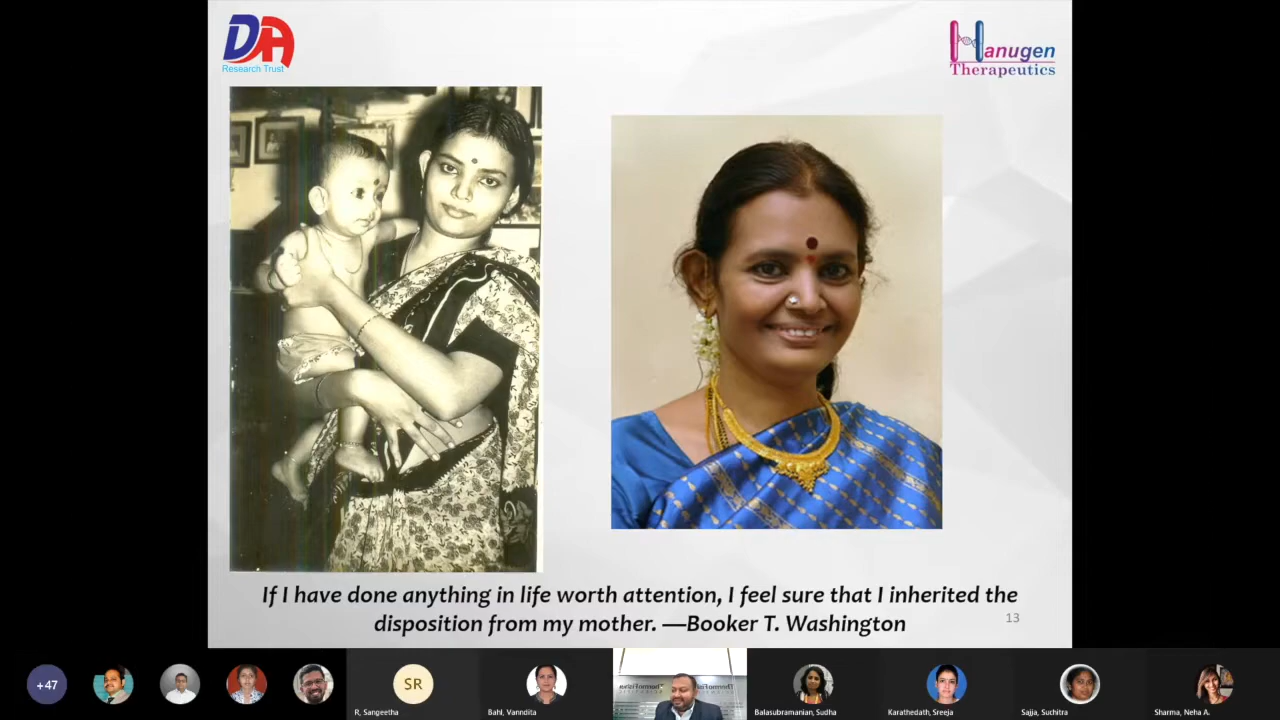 DA
Research Trust
Hanugen
Therapeutics
If I have done anything in life worth attention, I feel sure that I inherited the
disposition from my mother. —Booker T. Washington
13
+47
SR
R, Sangeetha
Bahl, Vanndita
Balasubramanian, Sudha
Karathedath, Sreeja
Sajja, Suchitra
Sharma, Neha A.